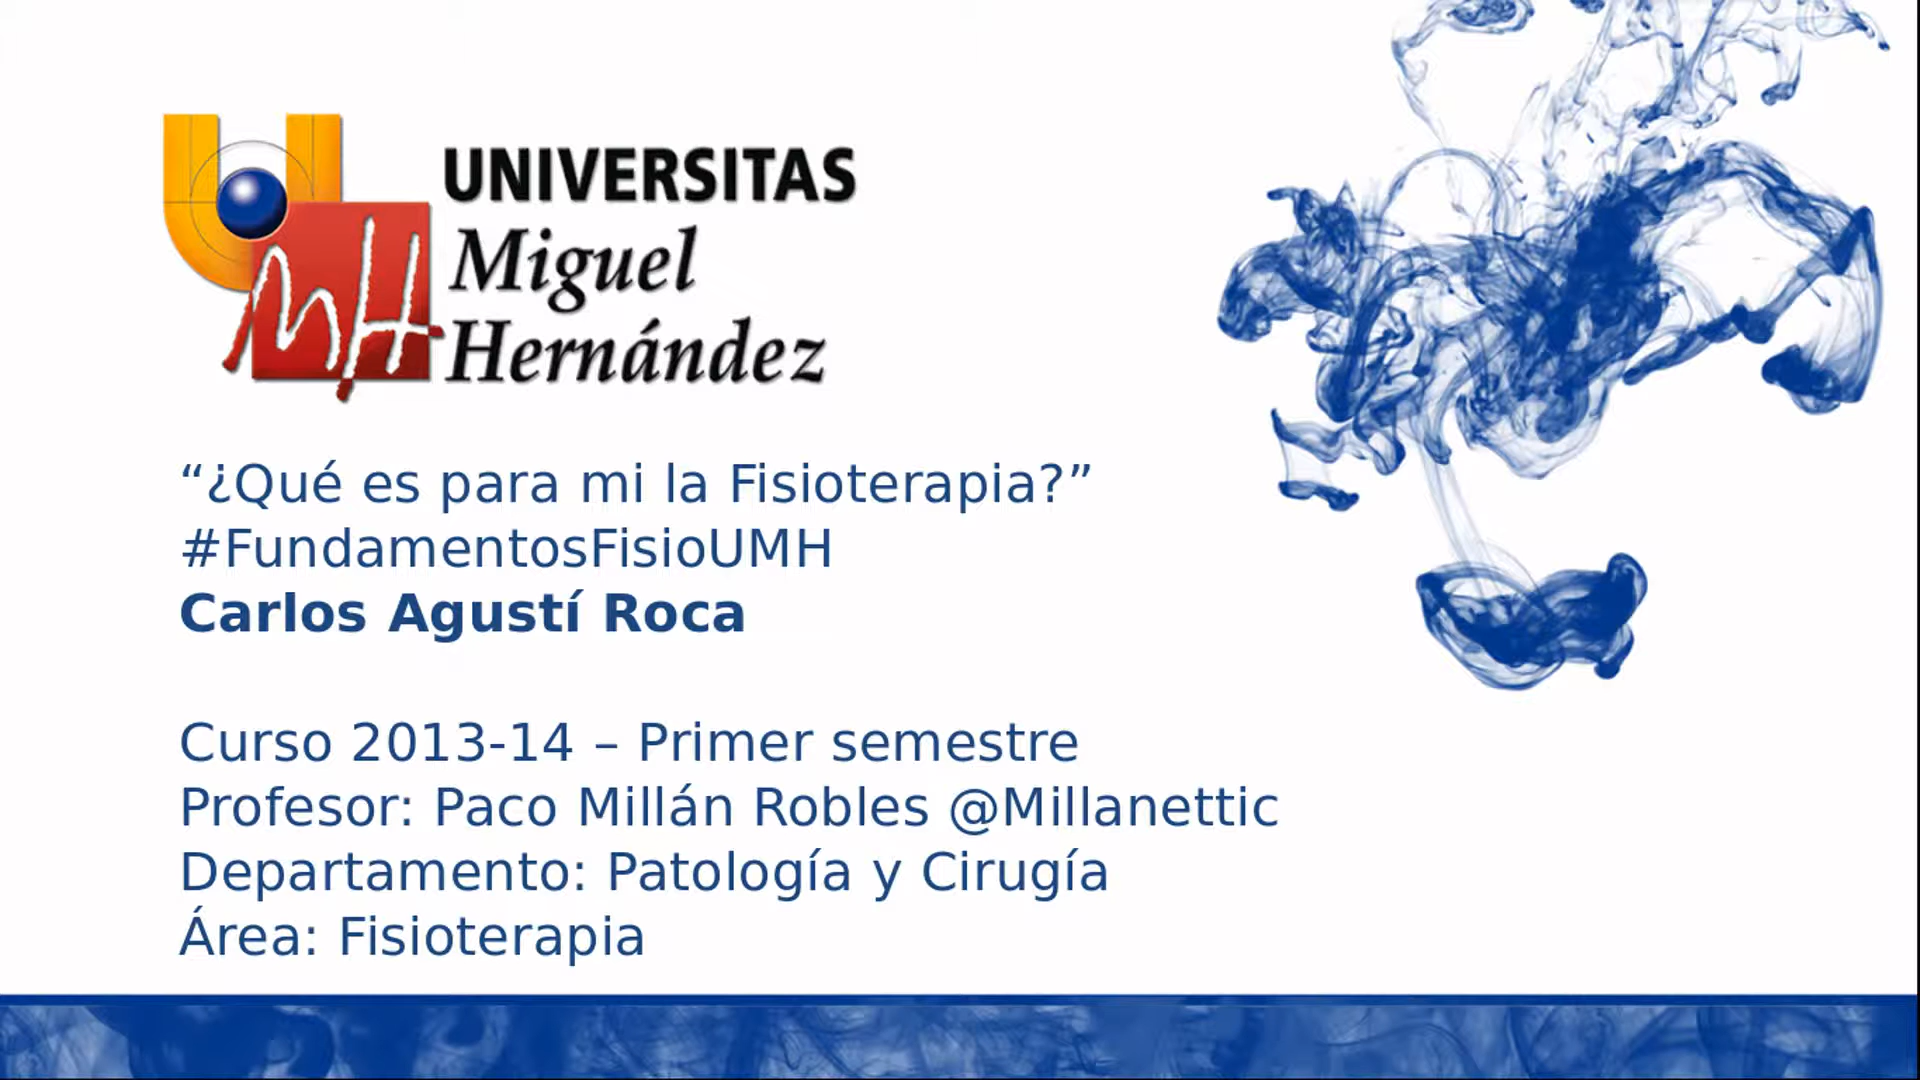 UNIVERSITAS
Miguel
Hernández
UMH
“¿Qué es para mi la Fisioterapia?”
#FundamentosFisioUMH
Carlos Agustí Roca
Curso 2013-14 – Primer semestre
Profesor: Paco Millán Robles @Millanettic
Departamento: Patología y Cirugía
Área: Fisioterapia